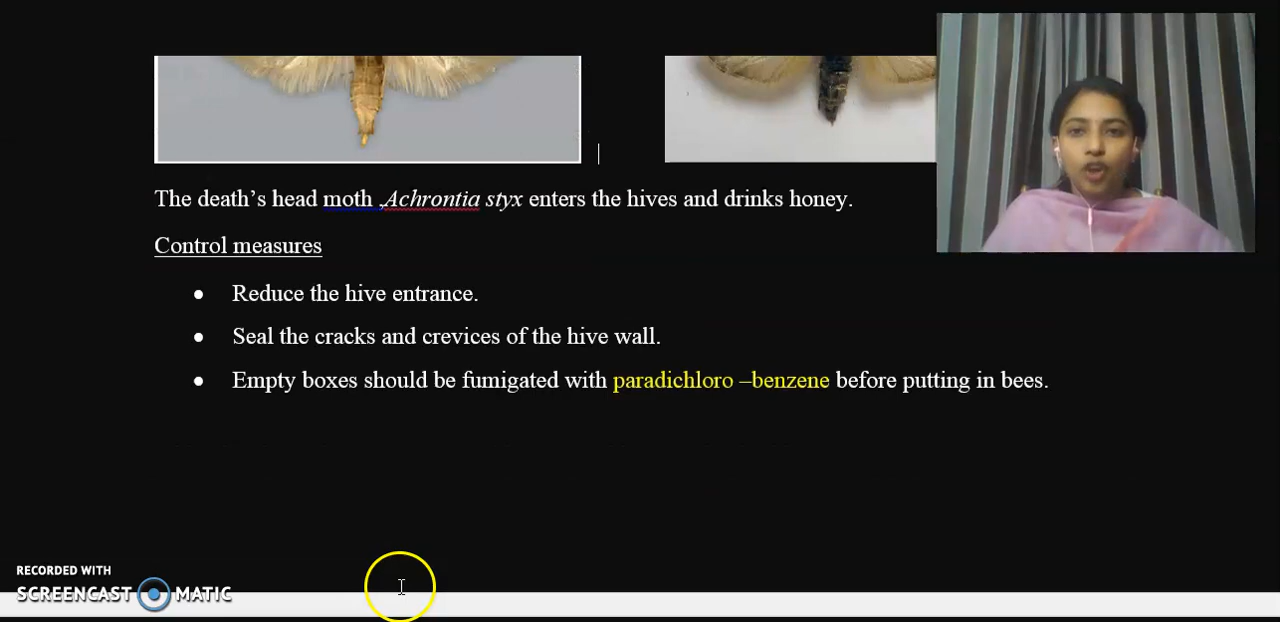 The death’s head moth ,Achrontia styx enters the hives and drinks honey.
Control measures
● Reduce the hive entrance.
● Seal the cracks and crevices of the hive wall.
● Empty boxes should be fumigated with paradichloro –benzene before putting in bees.
RECORDED WITH
SCREENCAST MATIC